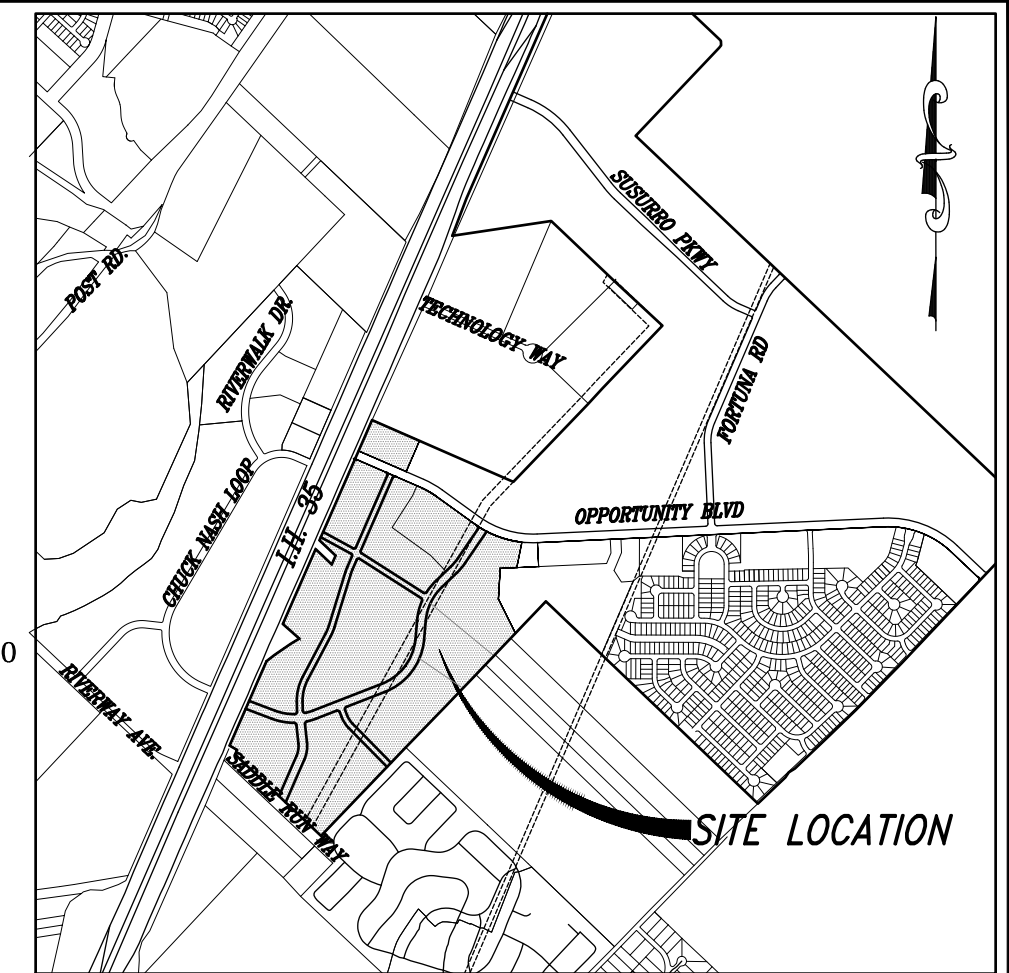 SUSURRO PKWY
POST RD.
TECHNOLOGY WAY
RIVERWALK DR.
FORTUNA RD
CHUCK NASH LOOP
I.H. 35
OPPORTUNITY BLVD
0
RIVERWAY AVE.
SADDLE RUN WAY
SITE LOCATION